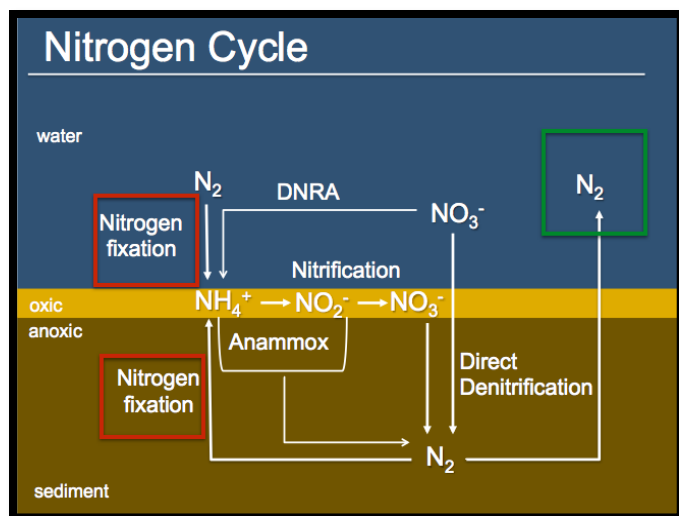 Nitrogen Cycle
water
N₂
DNRA
N₂
Nitrogen
fixation
NO₃⁻
Nitrification
oxic
NH₄⁺
NO₂⁻
NO₃⁻
anoxic
Anammox
Nitrogen
fixation
Direct
Denitrification
N₂
sediment